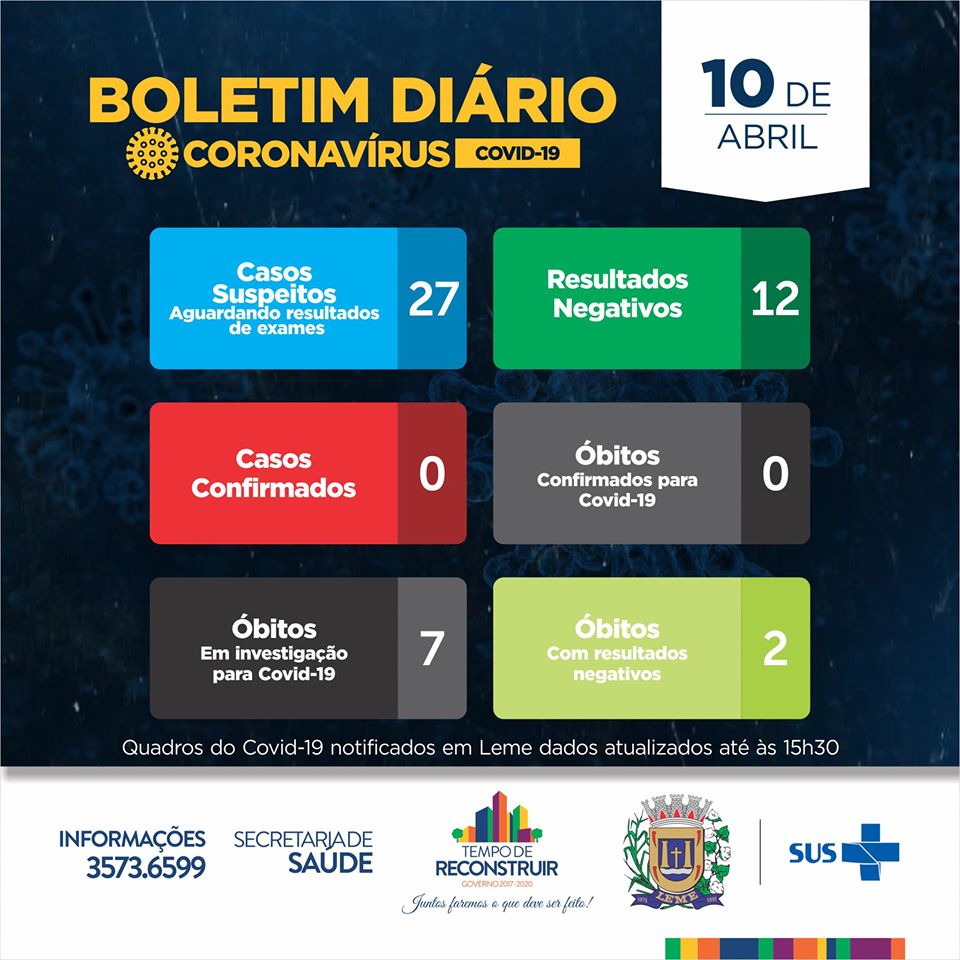 BOLETIM DIÁRIO
CORONAVÍRUS COVID-19
10 DE
ABRIL
Casos
Suspeitos
Aguardando resultados
de exames
27
Resultados
Negativos
12
Casos
Confirmados
0
Óbitos
Confirmados para
Covid-19
0
Óbitos
Em investigação
para Covid-19
7
Óbitos
Com resultados
negativos
2
Quadros do Covid-19 notificados em Leme dados atualizados até às 15h30
INFORMAÇÕES
3573.6599
SECRETARIA DE
SAÚDE
TEMPO DE
RECONSTRUIR
GOVERNO 2017-2020
Juntos faremos o que deve ser feito!
1876 LEME 1895
SUS